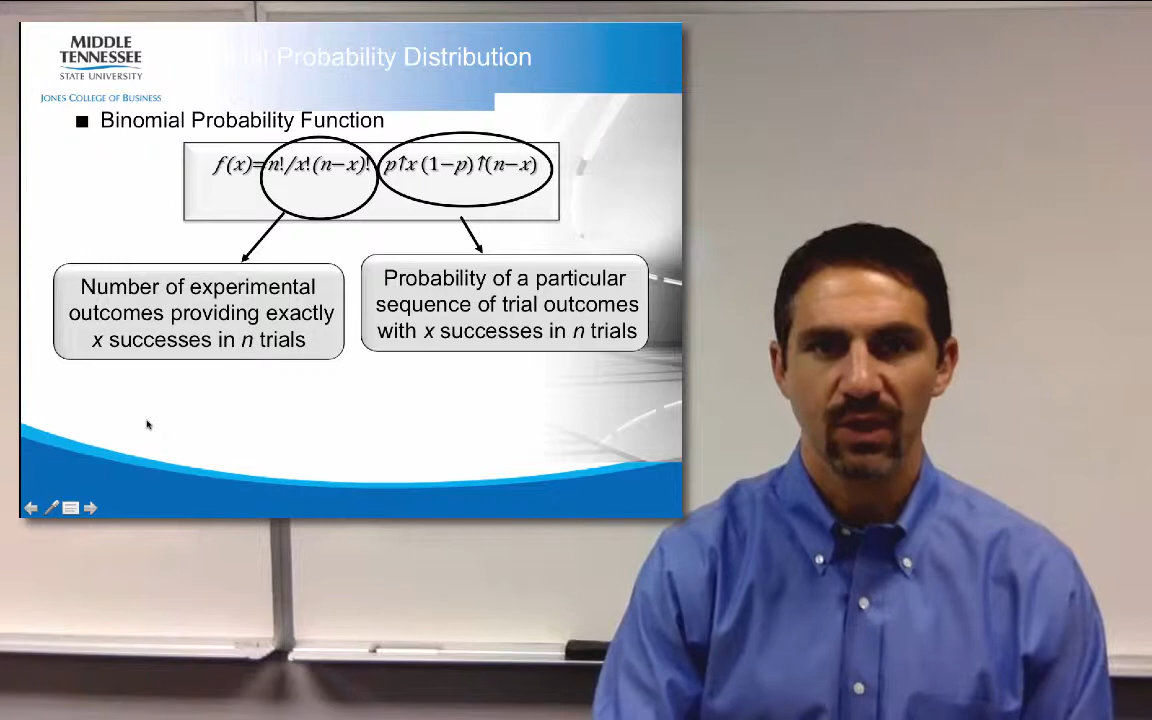 MIDDLE
TENNESSEE
STATE UNIVERSITY
JONES COLLEGE OF BUSINESS
Probability Distribution
■ Binomial Probability Function
f(x)=n!/x!(n−x)! p↑x (1−p)↑(n−x)
Number of experimental
outcomes providing exactly
x successes in n trials
Probability of a particular
sequence of trial outcomes
with x successes in n trials